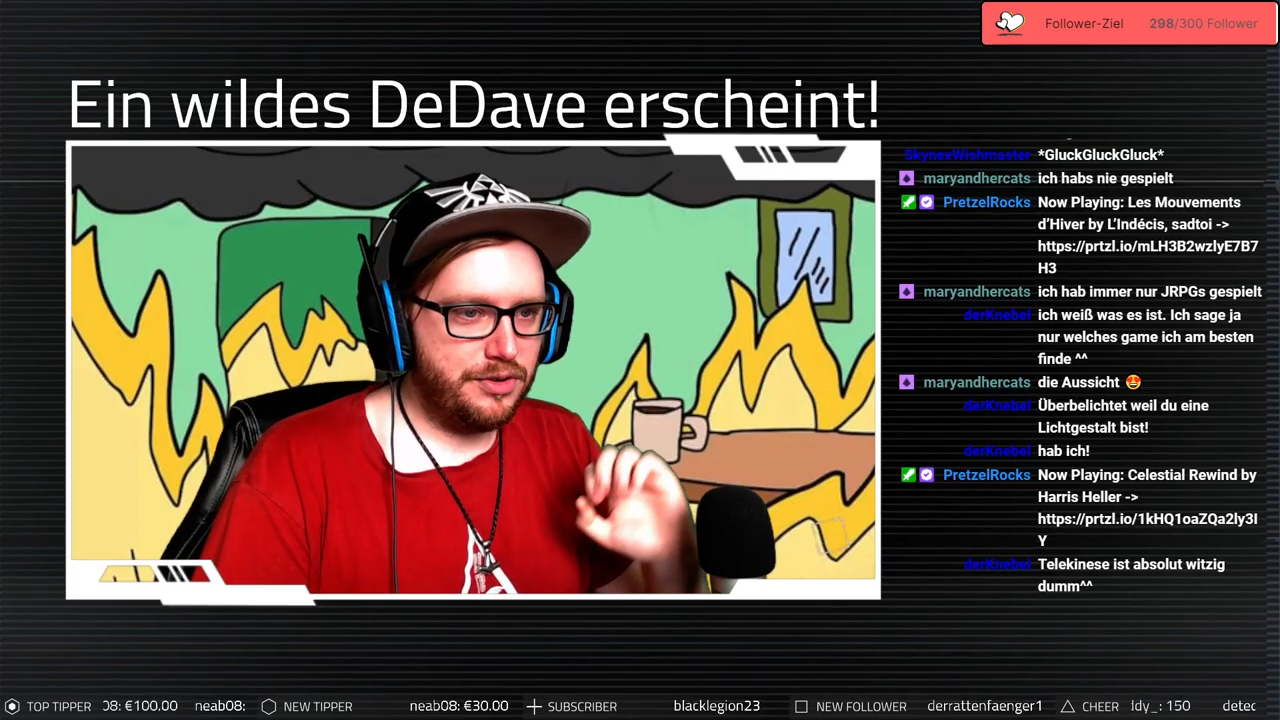 Follower-Ziel 298/300 Follower
Ein wildes DeDave erscheint!
SkynexWishmaster *GluckGluckGluck*
maryandhercats ich habs nie gespielt
PretzelRocks Now Playing: Les Mouvements
d'Hiver by L'Indécis, sadtoi ->
https://prtzl.io/mLH3B2wzIyE7B7
H3
maryandhercats ich hab immer nur JRPGs gespielt
derKnebel ich weiß was es ist. Ich sage ja
nur welches game ich am besten
finde ^^
maryandhercats die Aussicht 😍
derKnebel Überbelichtet weil du eine
Lichtgestalt bist!
derKnebel hab ich!
PretzelRocks Now Playing: Celestial Rewind by
Harris Heller ->
https://prtzl.io/1kHQ1oaZQa2ly3I
Y
derKnebel Telekinese ist absolut witzig
dumm^^
TOP TIPPER 08: €100.00 neab08: NEW TIPPER neab08: €30.00 SUBSCRIBER blacklegion23 NEW FOLLOWER derrattenfaenger1 CHEER ldy_: 150 detec